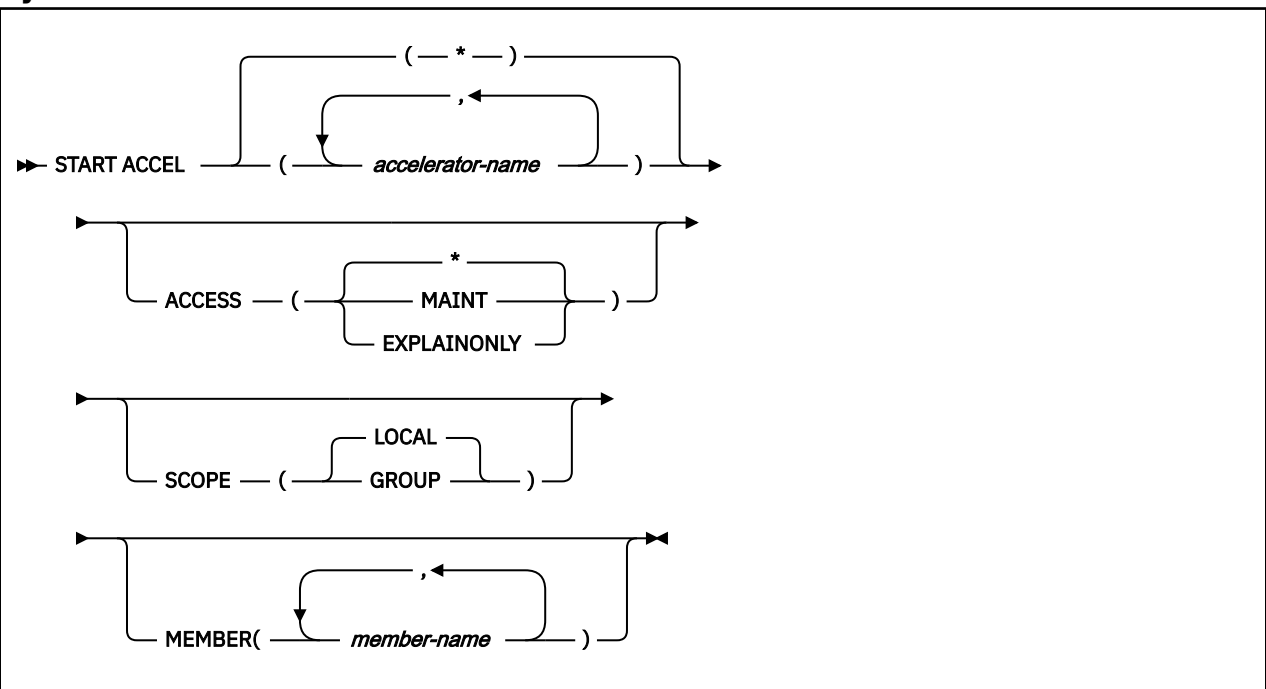 ( * )
,
START ACCEL ( accelerator-name )
*
ACCESS ( MAINT )
EXPLAINONLY
LOCAL
SCOPE ( GROUP )
,
MEMBER( member-name )